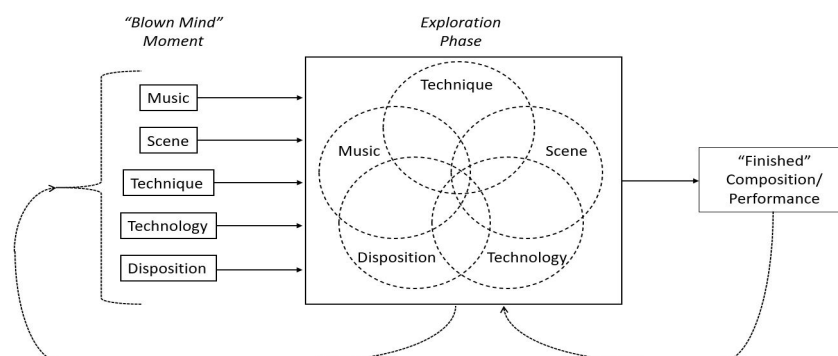 “Blown Mind”
Moment
Exploration
Phase
Music
Scene
Technique
Technology
Disposition
Technique
Music
Scene
Disposition
Technology
“Finished”
Composition/
Performance